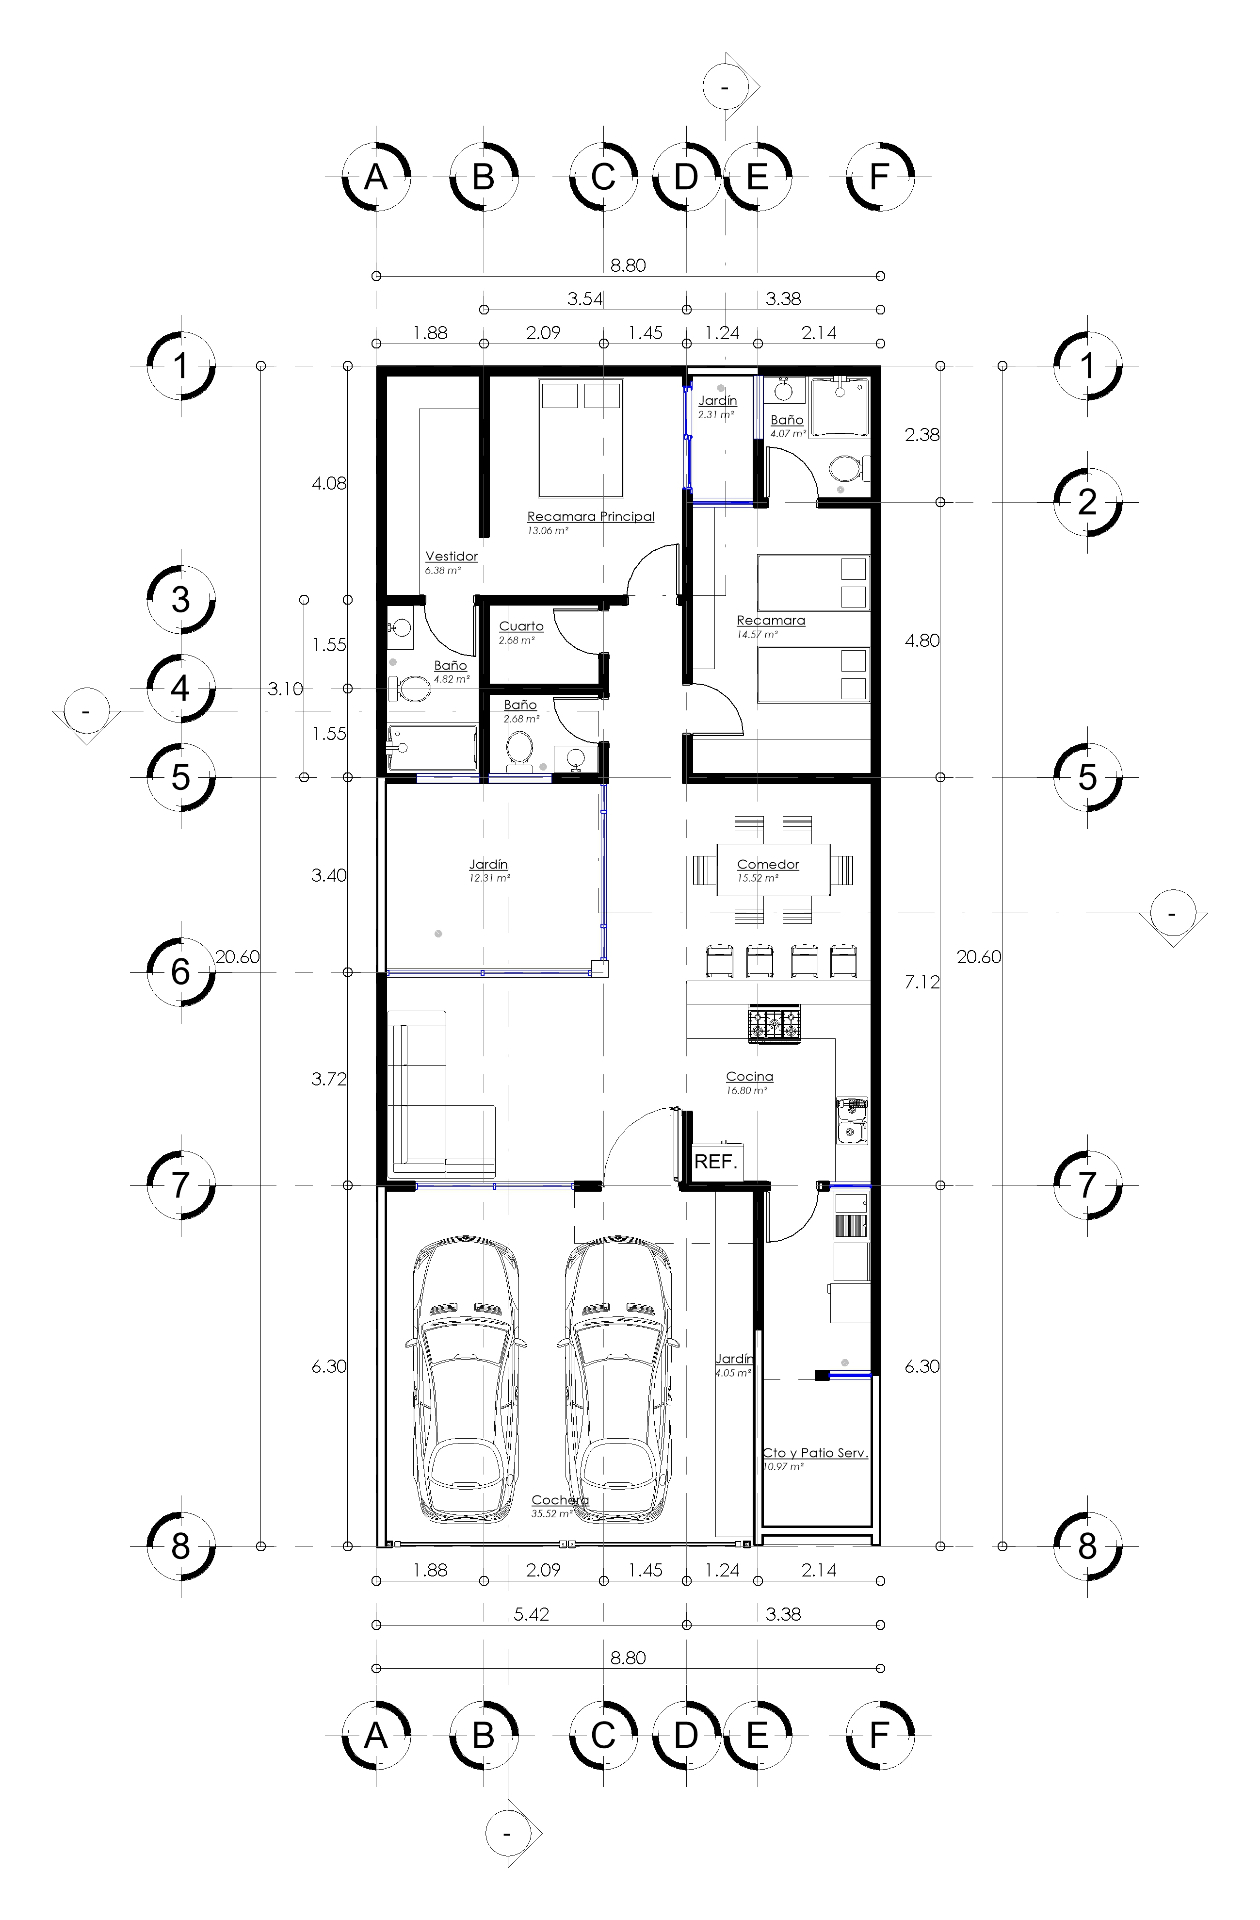 -
A B C D E F
8.80
3.54 3.38
1.88 2.09 1.45 1.24 2.14
1 1
Jardín
2.31 m²
Baño
4.07 m²
2.38
4.08
2 2
Recamara Principal
13.06 m²
Vestidor
6.38 m²
3
Cuarto
2.68 m²
Recamara
14.57 m²
4.80
1.55
Baño
4.82 m²
4
3.10
Baño
2.68 m²
-
1.55
5 5
Jardín
12.31 m²
Comedor
15.52 m²
3.40
-
6
20.60 20.60
7.12
Cocina
16.80 m²
3.72
REF.
7 7
Jardín
4.05 m²
6.30 6.30
Cto y Patio Serv.
10.97 m²
Cochera
35.52 m²
8 8
1.88 2.09 1.45 1.24 2.14
5.42 3.38
8.80
A B C D E F
-